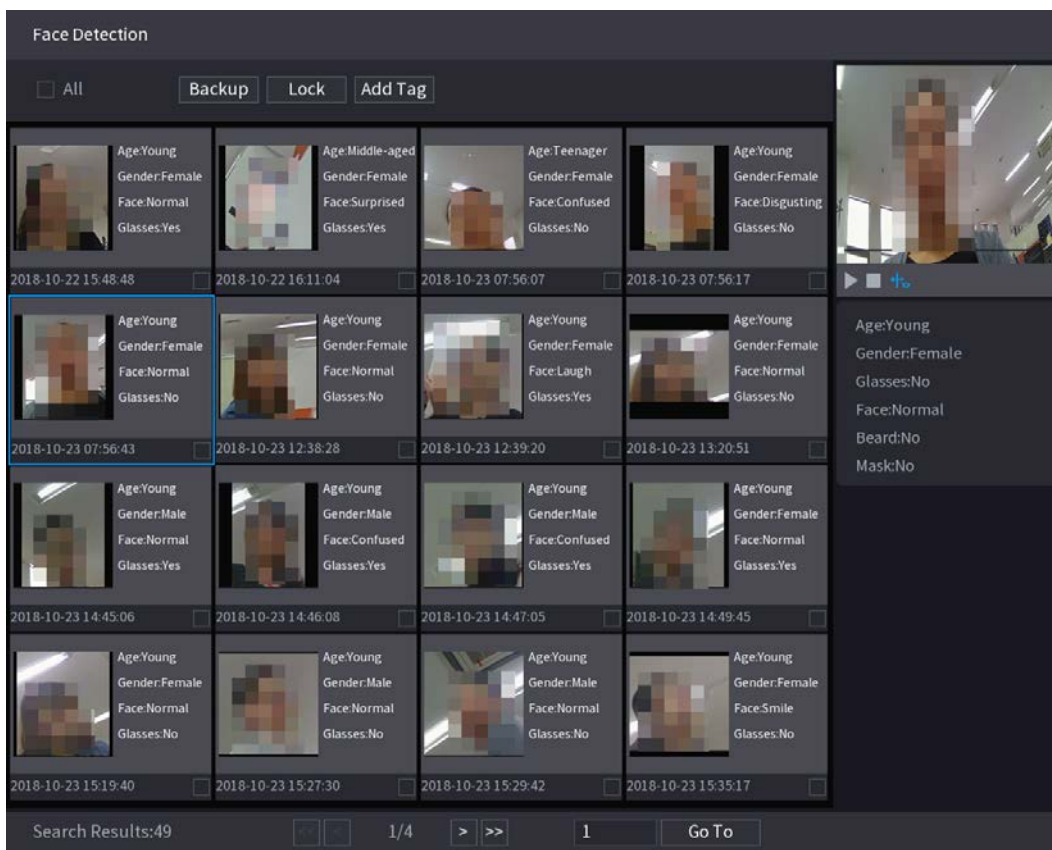 Face Detection
All
Backup
Lock
Add Tag
Age:Young
Gender:Female
Face:Normal
Glasses:Yes
2018-10-22 15:48:48
Age:Middle-aged
Gender:Female
Face:Surprised
Glasses:Yes
2018-10-22 16:11:04
Age:Teenager
Gender:Female
Face:Confused
Glasses:No
2018-10-23 07:56:07
Age:Young
Gender:Female
Face:Disgusting
Glasses:No
2018-10-23 07:56:17
Age:Young
Gender:Female
Face:Normal
Glasses:No
2018-10-23 07:56:43
Age:Young
Gender:Female
Face:Normal
Glasses:No
2018-10-23 12:38:28
Age:Young
Gender:Female
Face:Laugh
Glasses:Yes
2018-10-23 12:39:20
Age:Young
Gender:Female
Face:Normal
Glasses:No
2018-10-23 13:20:51
Age:Young
Gender:Male
Face:Normal
Glasses:Yes
2018-10-23 14:45:06
Age:Young
Gender:Male
Face:Confused
Glasses:Yes
2018-10-23 14:46:08
Age:Young
Gender:Male
Face:Confused
Glasses:Yes
2018-10-23 14:47:05
Age:Young
Gender:Female
Face:Normal
Glasses:Yes
2018-10-23 14:49:45
Age:Young
Gender:Female
Face:Normal
Glasses:No
2018-10-23 15:19:40
Age:Young
Gender:Male
Face:Normal
Glasses:No
2018-10-23 15:27:30
Age:Young
Gender:Male
Face:Normal
Glasses:No
2018-10-23 15:29:42
Age:Young
Gender:Female
Face:Smile
Glasses:No
2018-10-23 15:35:17
Age:Young
Gender:Female
Glasses:No
Face:Normal
Beard:No
Mask:No
Search Results:49
<< < 1/4 > >> 1 Go To